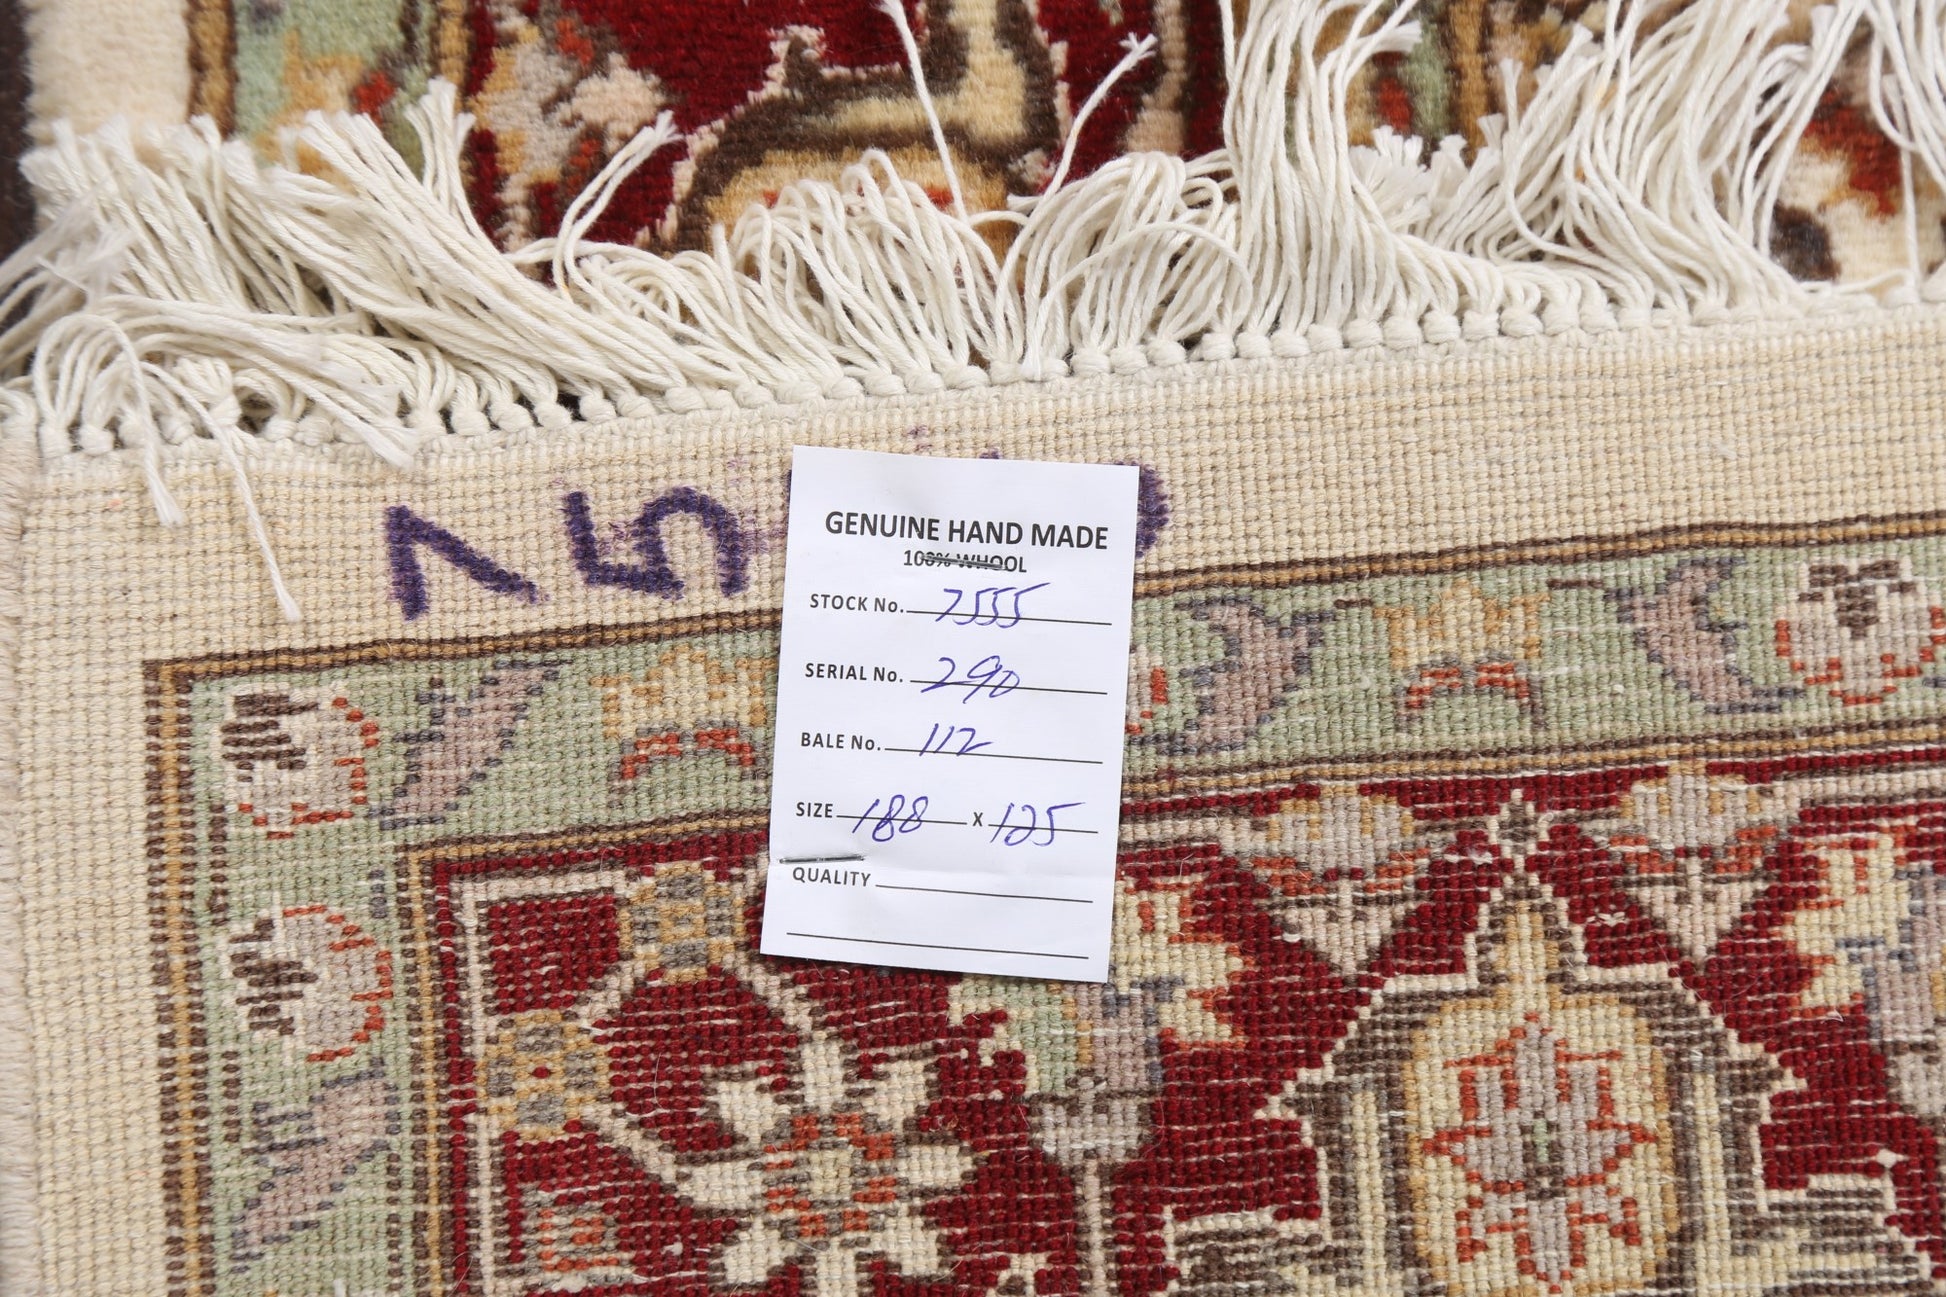 75
GENUINE HAND MADE
100% WHOOL
STOCK No. 7555
SERIAL No. 290
BALE No. 112
SIZE 188 x 125
QUALITY